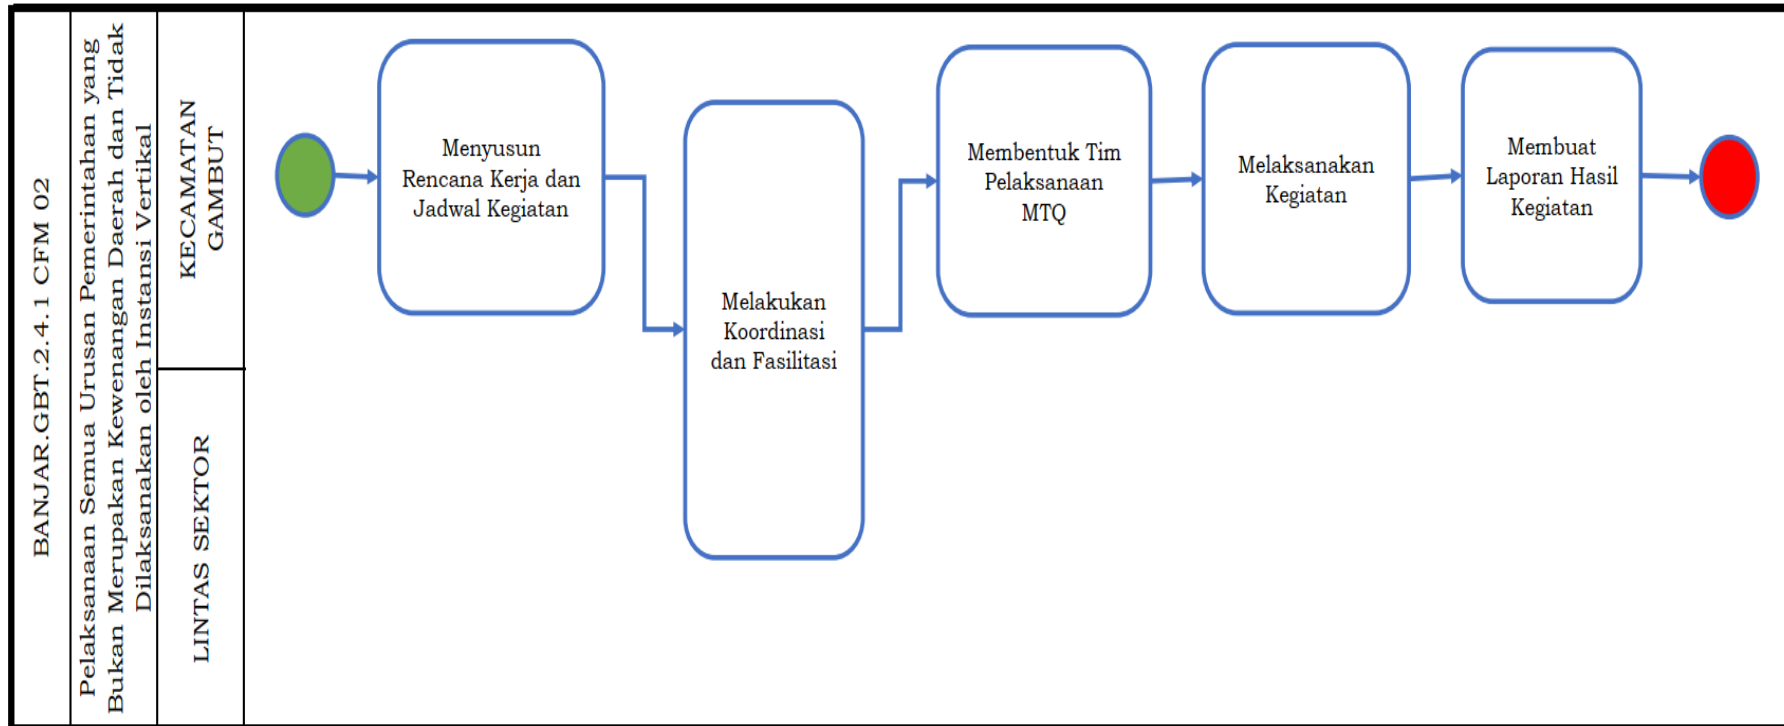 BANJAR.GBT.2.4.1 CFM 02
Pelaksanaan Semua Urusan Pemerintahan yang
Bukan Merupakan Kewenangan Daerah dan Tidak
Dilaksanakan oleh Instansi Vertikal
KECAMATAN
GAMBUT
LINTAS SEKTOR
Menyusun
Rencana Kerja dan
Jadwal Kegiatan
Melakukan
Koordinasi
dan Fasilitasi
Membentuk Tim
Pelaksanaan
MTQ
Melaksanakan
Kegiatan
Membuat
Laporan Hasil
Kegiatan